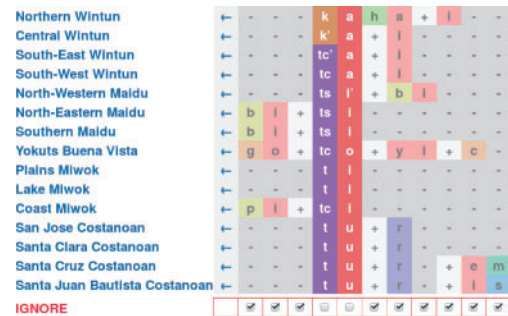 Northern Wintun ← - - - k a h a + i - -
Central Wintun ← - - - k' a + i - - - -
South-East Wintun ← - - - tc' a + i - - - -
South-West Wintun ← - - - tc a + i - - - -
North-Western Maidu ← - - - ts i' + b i - - -
North-Eastern Maidu ← b i + ts i - - - - - -
Southern Maidu ← b i + ts i - - - - - -
Yokuts Buena Vista ← g o + tc o + y i + c -
Plains Miwok ← - - - t i - - - - - -
Lake Miwok ← - - - t i - - - - - -
Coast Miwok ← p i + tc i - - - - - -
San Jose Costanoan ← - - - t u + r - - - -
Santa Clara Costanoan ← - - - t u + r - - - -
Santa Cruz Costanoan ← - - - t u + r - + e m
Santa Juan Bautista Costanoan ← - - - t u + r - + i s
IGNORE